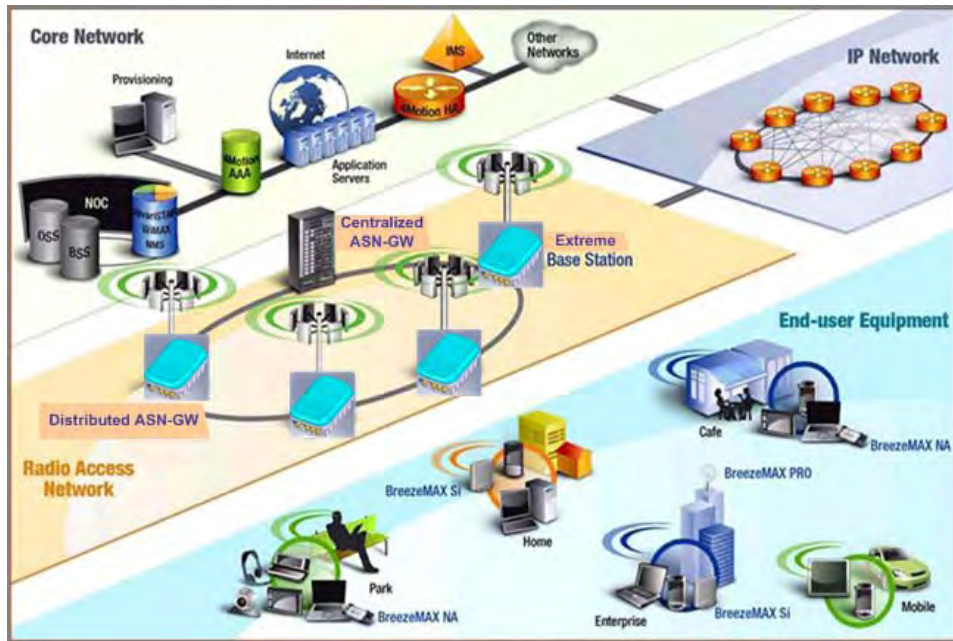 Core Network
Provisioning
Internet
IMS
Other
Networks
IP Network
4Motion HA
4Motion
AAA
Application
Servers
NOC
OSS
BSS
WiMAX
NMS
Centralized
ASN-GW
Extreme
Base Station
Distributed ASN-GW
Radio Access
Network
End-user Equipment
Cafe
BreezeMAX NA
BreezeMAX PRO
BreezeMAX Si
Home
Park
BreezeMAX NA
Enterprise
BreezeMAX Si
Mobile